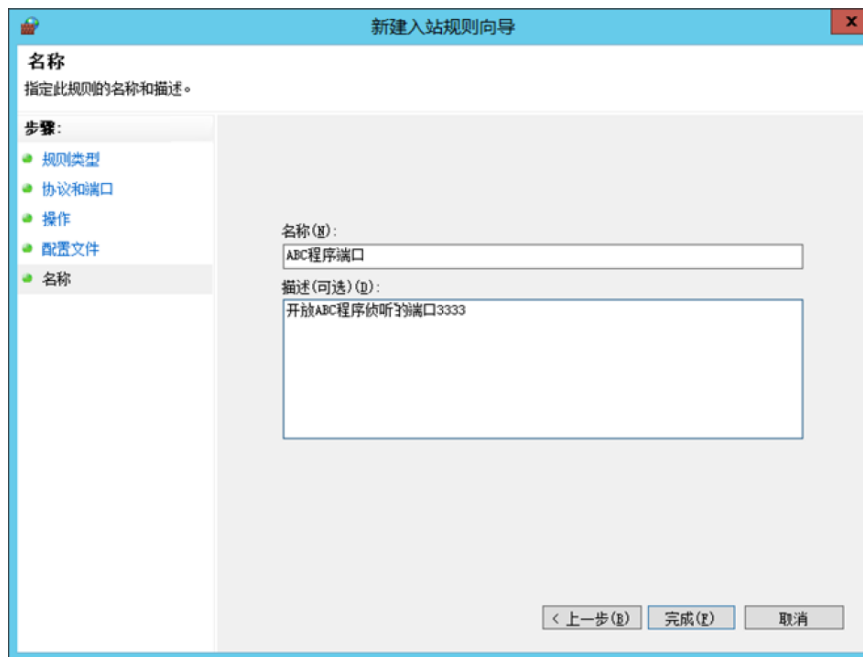 新建入站规则向导
x
名称
指定此规则的名称和描述。
步骤:
规则类型
协议和端口
操作
配置文件
名称
名称(N):
ABC程序端口
描述(可选)(D):
开放ABC程序侦听的端口3333
< 上一步(B)
完成(F)
取消